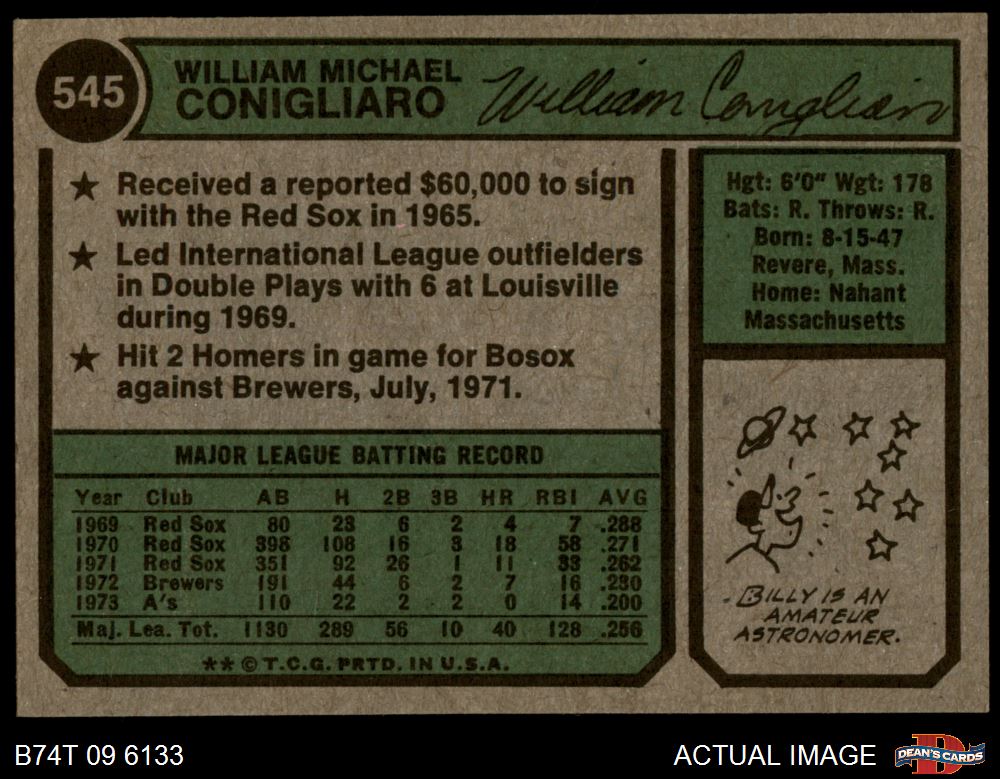 545
WILLIAM MICHAEL
CONIGLIARO
William Conigliaro
★ Received a reported $60,000 to sign
with the Red Sox in 1965.
★ Led International League outfielders
in Double Plays with 6 at Louisville
during 1969.
★ Hit 2 Homers in game for Bosox
against Brewers, July, 1971.
MAJOR LEAGUE BATTING RECORD
Year Club AB H 2B 3B HR RBI AVG
1969 Red Sox 80 23 6 2 4 7 .288
1970 Red Sox 398 108 16 3 18 58 .271
1971 Red Sox 351 92 26 1 11 33 .262
1972 Brewers 191 44 6 2 7 16 .230
1973 A's 110 22 2 2 0 14 .200
Maj. Lea. Tot. 1130 289 56 10 40 128 .256
** © T.C.G. PRTD. IN U.S.A.
Hgt: 6'0" Wgt: 178
Bats: R. Throws: R.
Born: 8-15-47
Revere, Mass.
Home: Nahant
Massachusetts
BILLY IS AN
AMATEUR
ASTRONOMER.
B74T 09 6133
ACTUAL IMAGE
DEAN'S CARDS